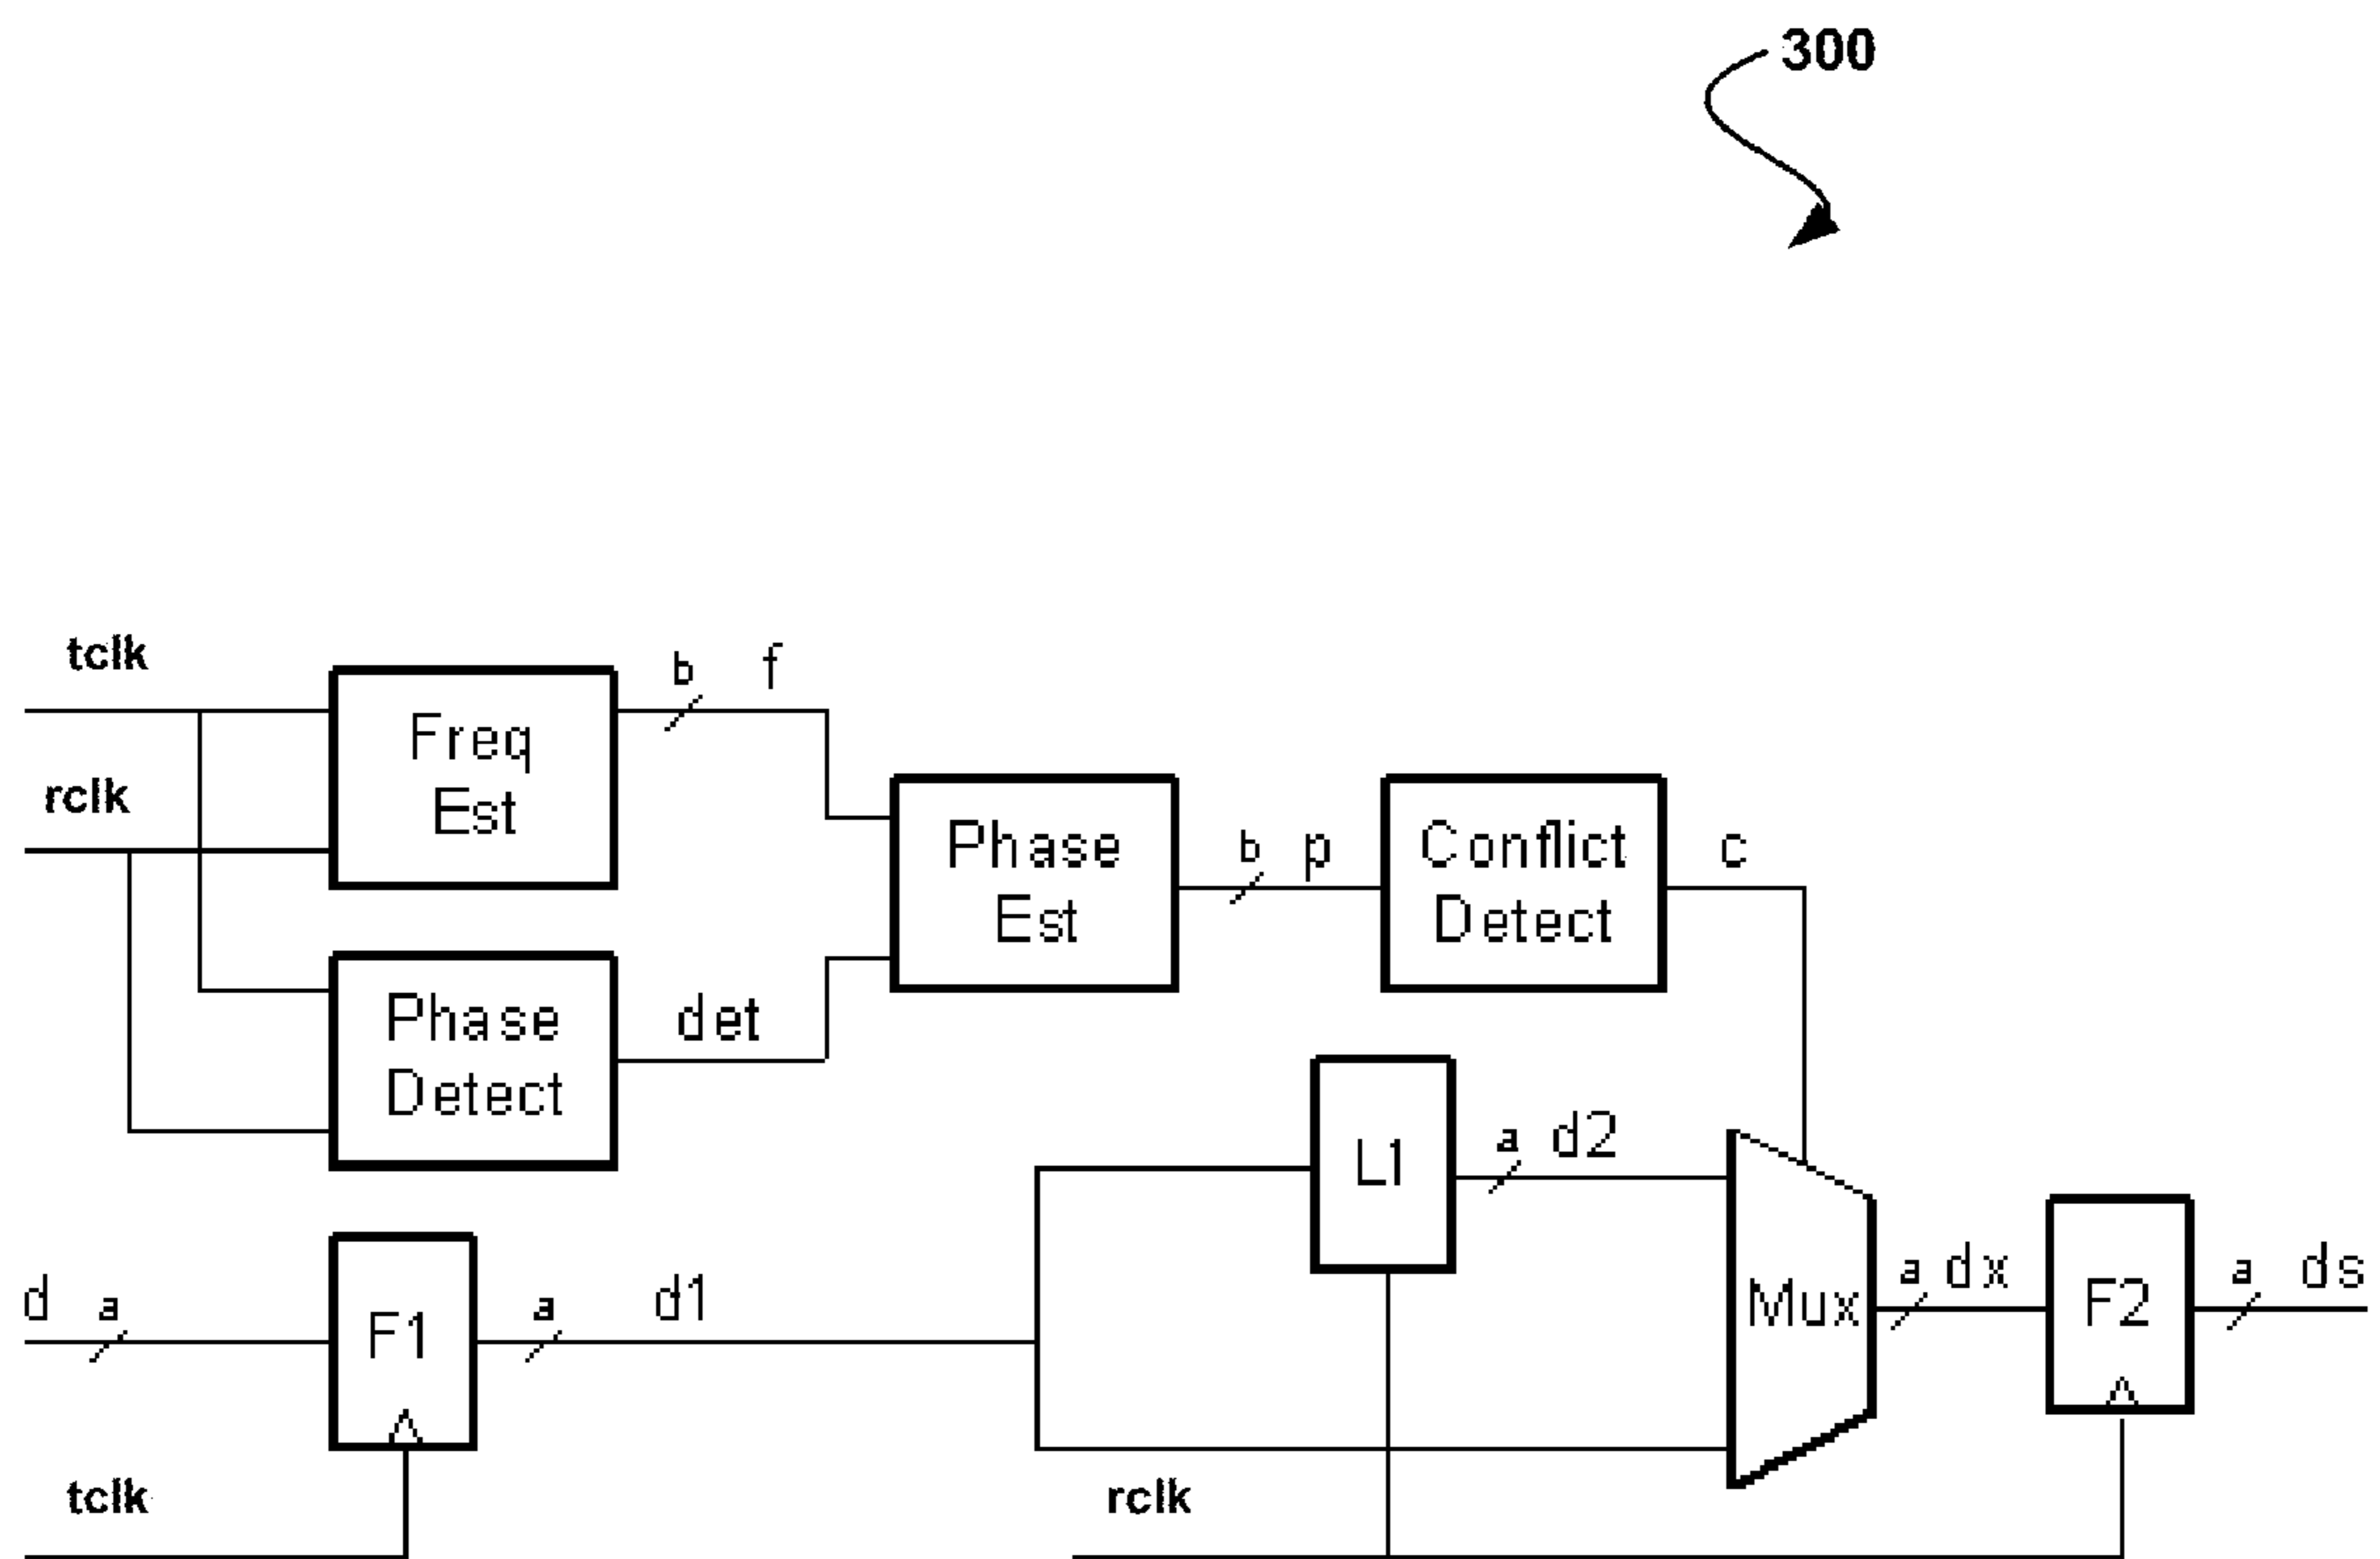 300
tclk
b f
Freq
Est
rclk
Phase
Est
b p
Conflict
Detect
c
Phase
Detect
det
L1
a d2
d a
F1
a d1
Mux
a dx
F2
a ds
tclk
rclk